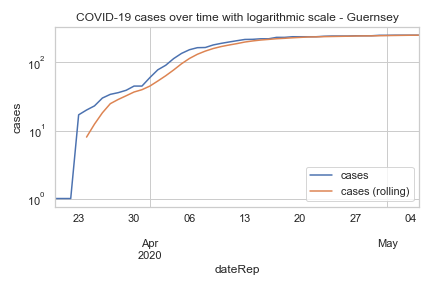 COVID-19 cases over time with logarithmic scale - Guernsey
cases
10²
10¹
10⁰
cases
cases (rolling)
23 30 06 13 20 27 04
Apr May
2020
dateRep